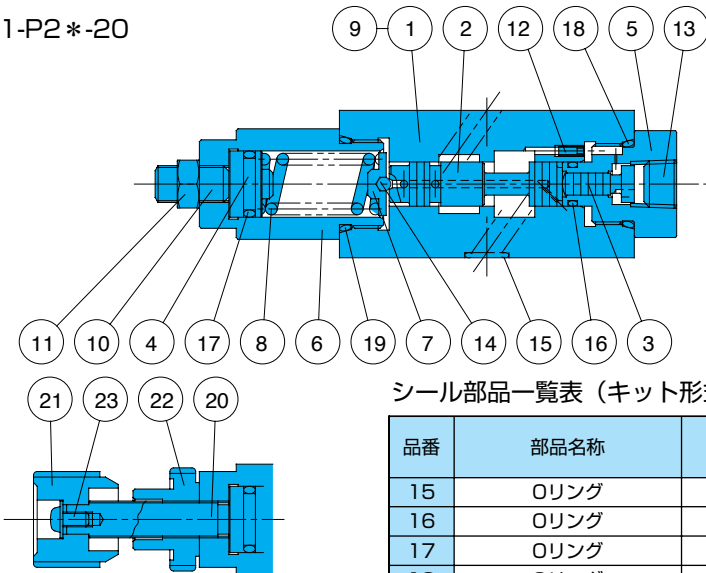 1-P2＊-20
9 1 2 12 18 5 13
11 10 4 17 8 6 19 7 14 15 16 3
21 23 22 20
シール部品一覧表（キット形
品番 部品名称
15 Oリング
16 Oリング
17 Oリング